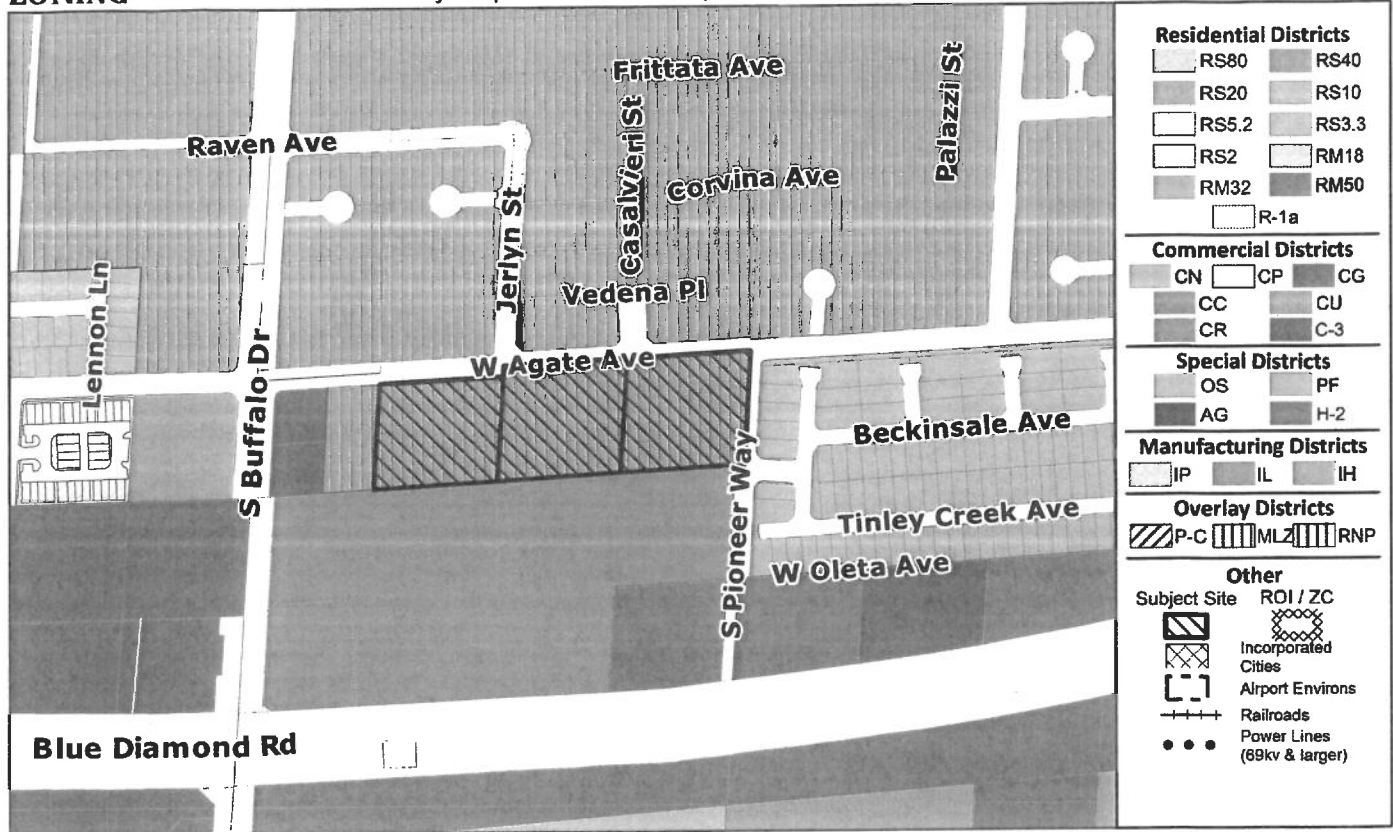 ZONING
Frittata Ave
Palazzi St
Raven Ave
Casalvieri St
Corvina Ave
Jerlyn St
Vedena Pl
Lennon Ln
S Buffalo Dr
W Agate Ave
Beckinsale Ave
S Pioneer Way
Tinley Creek Ave
W Oleta Ave
Blue Diamond Rd
Residential Districts
RS80 RS40
RS20 RS10
RS5.2 RS3.3
RS2 RM18
RM32 RM50
R-1a
Commercial Districts
CN CP CG
CC CU
CR C-3
Special Districts
OS PF
AG H-2
Manufacturing Districts
IP IL IH
Overlay Districts
P-C MLZ RNP
Other
Subject Site ROI / ZC
Incorporated
Cities
Airport Environs
Railroads
Power Lines
(69kv & larger)